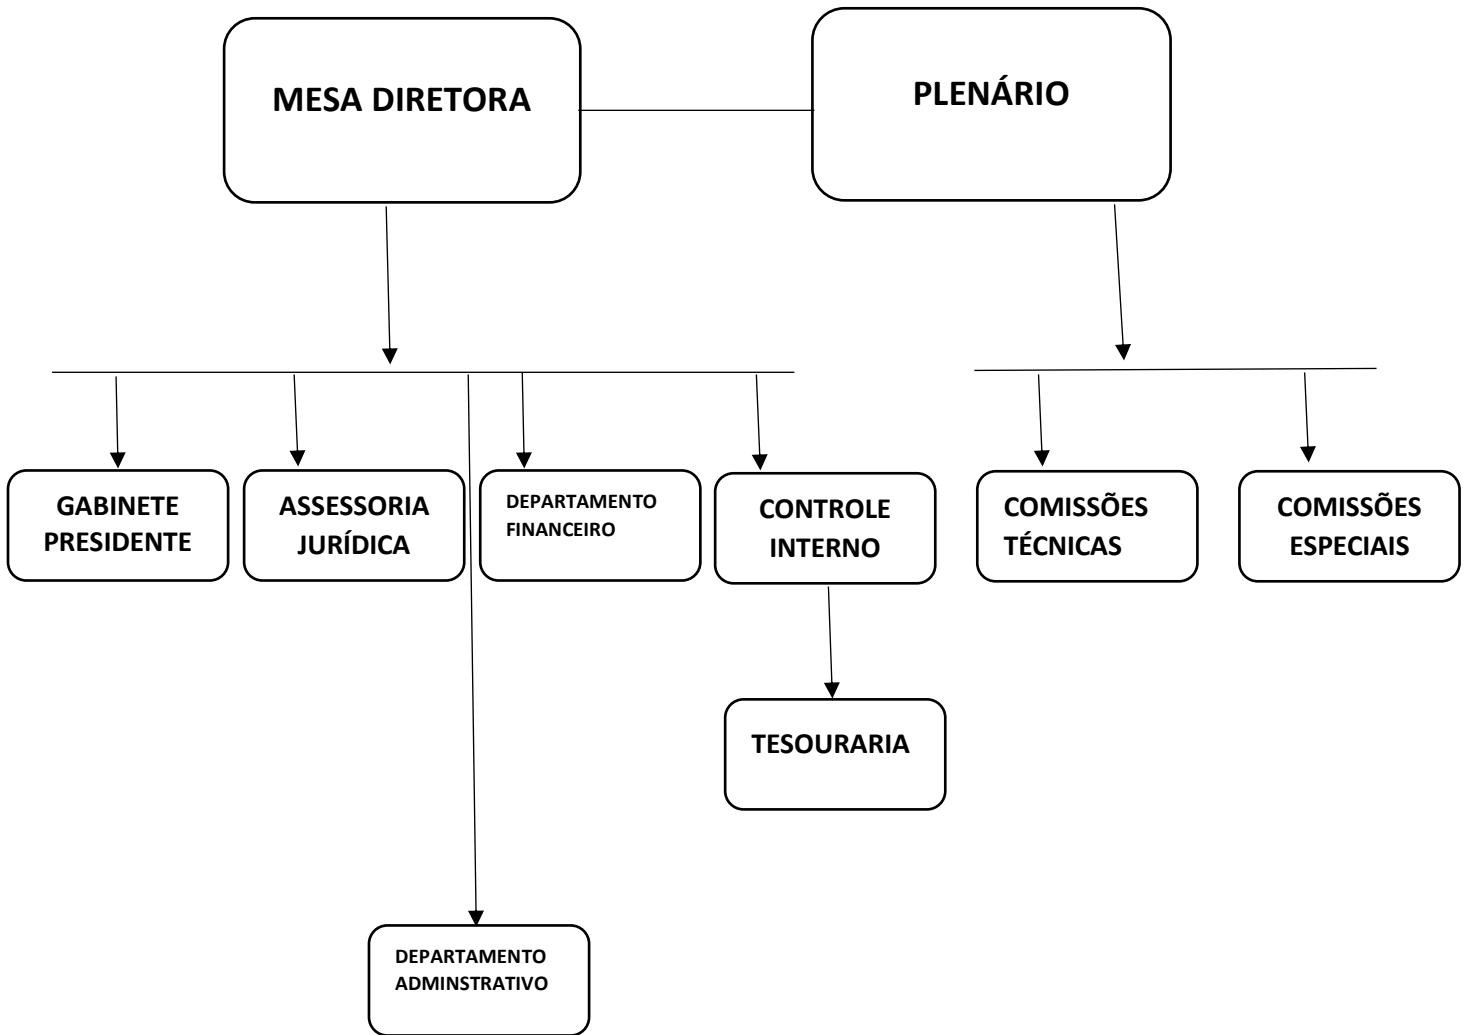 MESA DIRETORA
PLENÁRIO
GABINETE
PRESIDENTE
ASSESSORIA
JURÍDICA
DEPARTAMENTO
FINANCEIRO
CONTROLE
INTERNO
COMISSÕES
TÉCNICAS
COMISSÕES
ESPECIAIS
TESOURARIA
DEPARTAMENTO
ADMINSTRATIVO